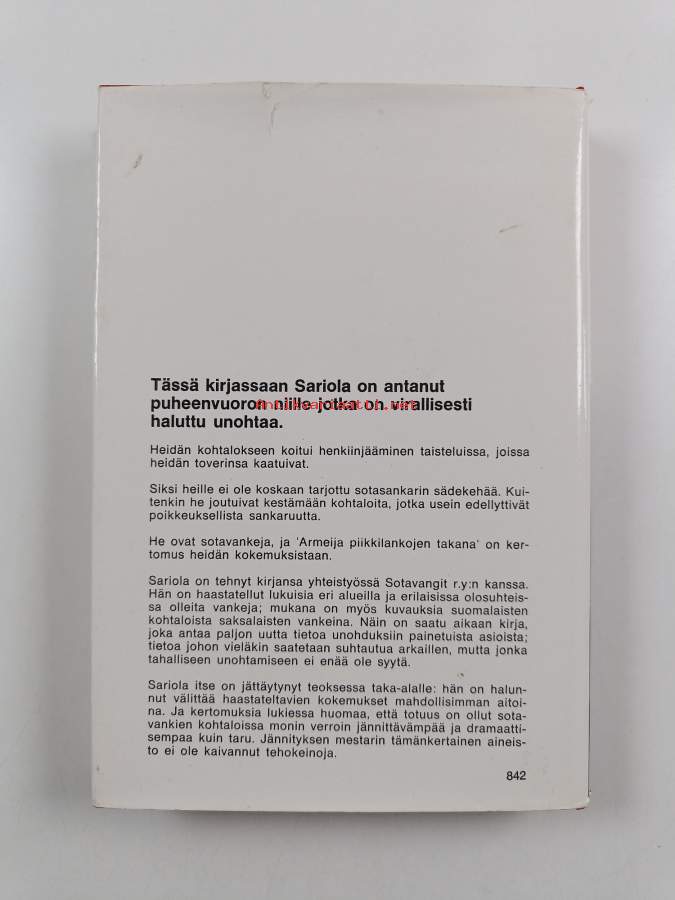 Tässä kirjassaan Sariola on antanut
puheenvuoron niille jotka on virallisesti
haluttu unohtaa.
Heidän kohtalokseen koitui henkiinjääminen taisteluissa, joissa
heidän toverinsa kaatuivat.
Siksi heille ei ole koskaan tarjottu sotasankarin sädekehää. Kui-
tenkin he joutuivat kestämään kohtaloita, jotka usein edellyttivät
poikkeuksellista sankaruutta.
He ovat sotavankeja, ja 'Armeija piikkilankojen takana' on ker-
tomus heidän kokemuksistaan.
Sariola on tehnyt kirjansa yhteistyössä Sotavangit r.y:n kanssa.
Hän on haastatellut lukuisia eri alueilla ja erilaisissa olosuhteis-
sa olleita vankeja; mukana on myös kuvauksia suomalaisten
kohtaloista saksalaisten vankeina. Näin on saatu aikaan kirja,
joka antaa paljon uutta tietoa unohduksiin painetuista asioista;
tietoa johon vieläkin saatetaan suhtautua arkaillen, mutta jonka
tahalliseen unohtamiseen ei enää ole syytä.
Sariola itse on jättäytynyt teoksessa taka-alalle: hän on halun-
nut välittää haastateltavien kokemukset mahdollisimman aitoi-
na. Ja kertomuksia lukiessa huomaa, että totuus on ollut sota-
vankien kohtaloissa monin verroin jännittävämpää ja dramaatti-
sempaa kuin taru. Jännityksen mestarin tämänkertainen aineis-
to ei ole kaivannut tehokeinoja.
842